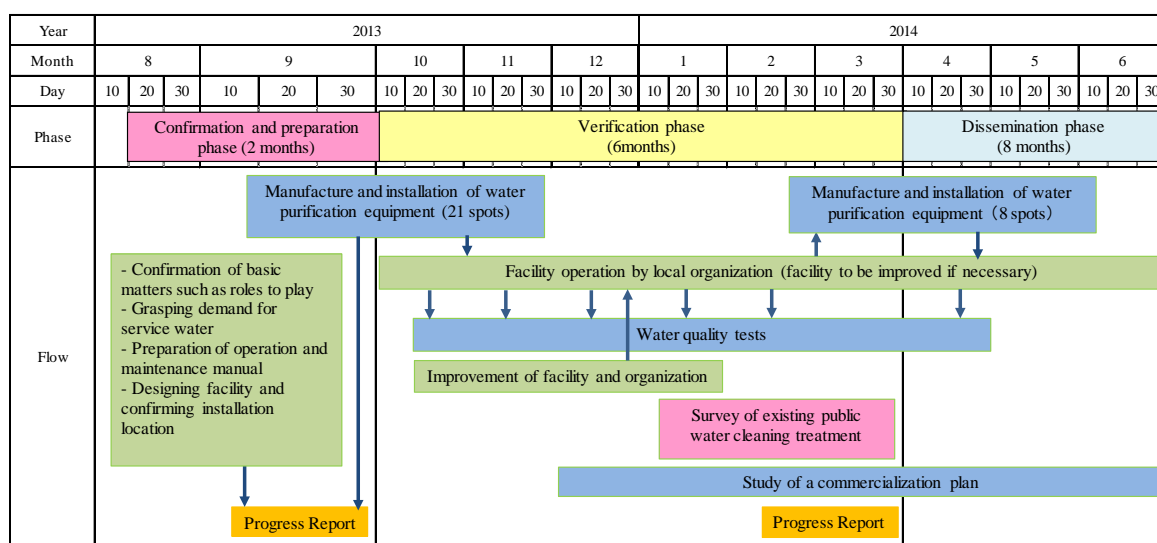 Year 2013 2014
Month 8 9 10 11 12 1 2 3 4 5 6
Day 10 20 30 10 20 30 10 20 30 10 20 30 10 20 30 10 20 30 10 20 30 10 20 30 10 20 30 10 20 30 10 20 30
Phase
Confirmation and preparation
phase (2 months)
Verification phase
(6months)
Dissemination phase
(8 months)
Flow
Manufacture and installation of water
purification equipment (21 spots)
Manufacture and installation of water
purification equipment (8 spots)
- Confirmation of basic
matters such as roles to play
- Grasping demand for
service water
- Preparation of operation and
maintenance manual
- Designing facility and
confirming installation
location
Facility operation by local organization (facility to be improved if necessary)
Water quality tests
Improvement of facility and organization
Survey of existing public
water cleaning treatment
Study of a commercialization plan
Progress Report
Progress Report